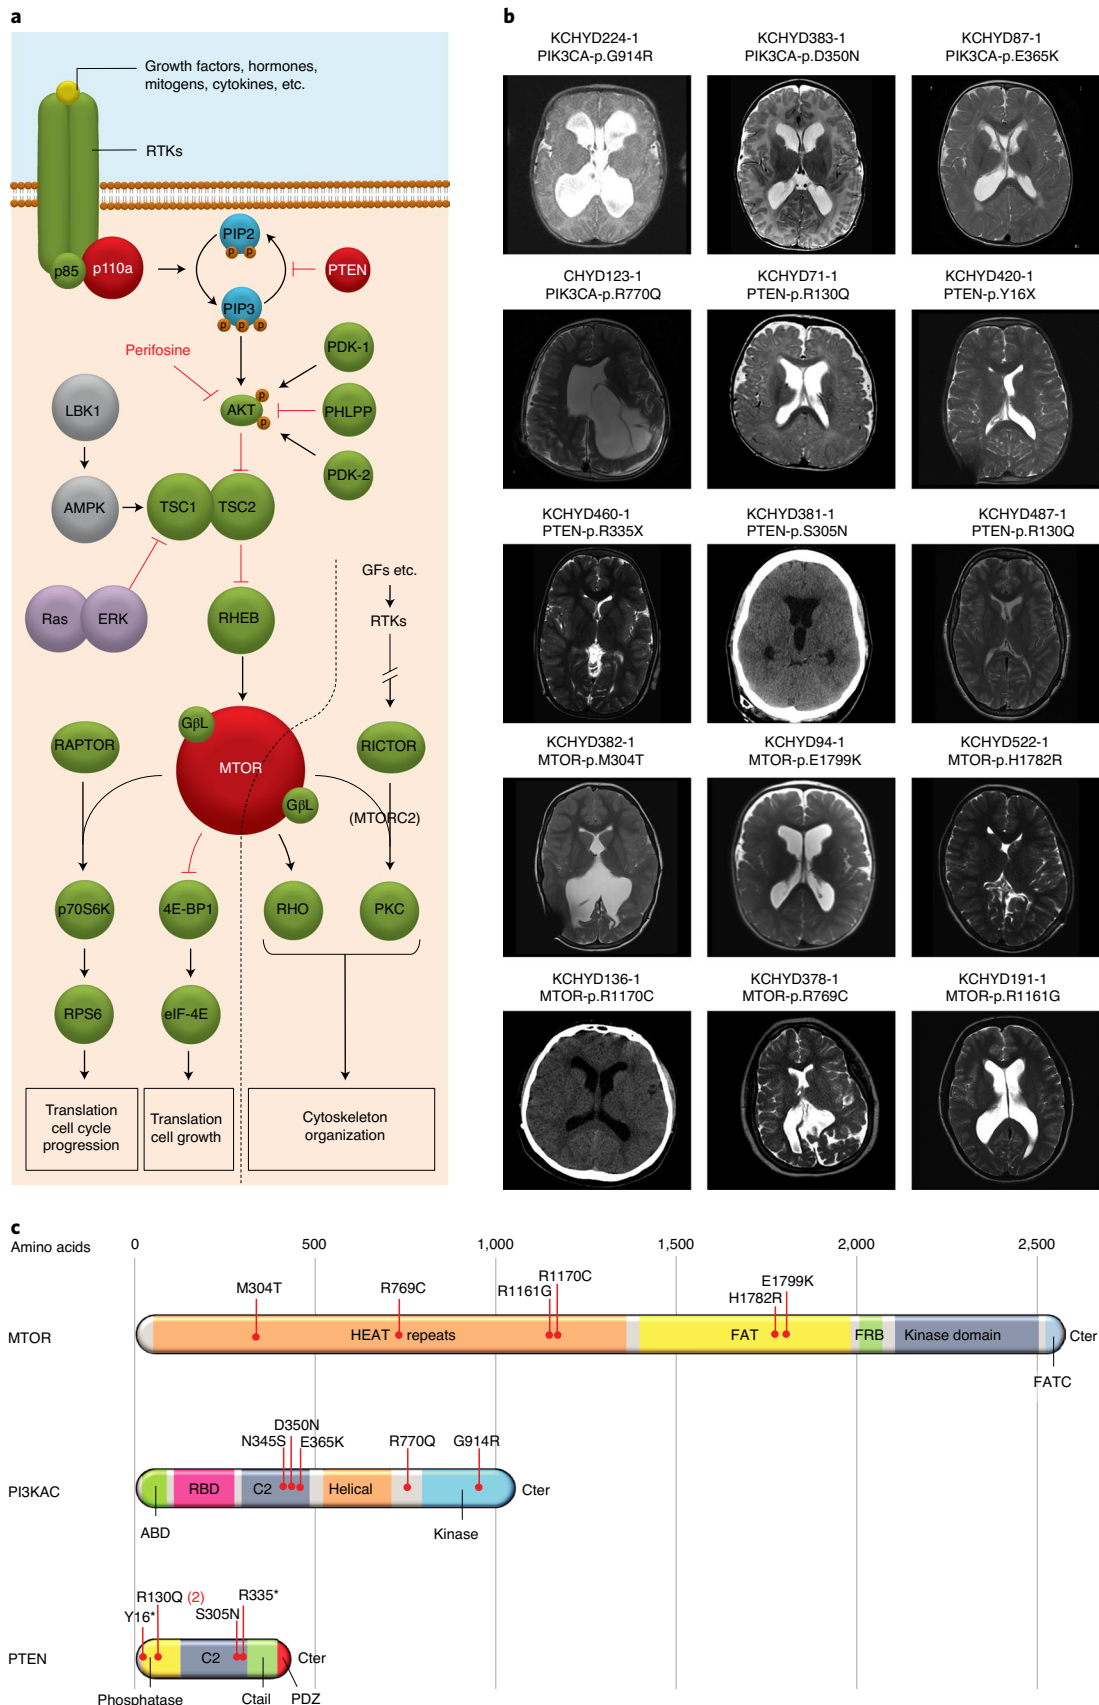 a
Growth factors, hormones,
mitogens, cytokines, etc.
RTKs
p85
p110a
PIP2
p p
PTEN
PIP3
p p p
Perifosine
PDK-1
LBK1
AKT
p
p
PHLPP
PDK-2
AMPK
TSC1
TSC2
GFs etc.
Ras
ERK
RHEB
RTKs
GβL
RAPTOR
MTOR
RICTOR
GβL
(MTORC2)
p70S6K
4E-BP1
RHO
PKC
RPS6
eIF-4E
Translation
cell cycle
progression
Translation
cell growth
Cytoskeleton
organization
b
KCHYD224-1
PIK3CA-p.G914R
KCHYD383-1
PIK3CA-p.D350N
KCHYD87-1
PIK3CA-p.E365K
CHYD123-1
PIK3CA-p.R770Q
KCHYD71-1
PTEN-p.R130Q
KCHYD420-1
PTEN-p.Y16X
KCHYD460-1
PTEN-p.R335X
KCHYD381-1
PTEN-p.S305N
KCHYD487-1
PTEN-p.R130Q
KCHYD382-1
MTOR-p.M304T
KCHYD94-1
MTOR-p.E1799K
KCHYD522-1
MTOR-p.H1782R
KCHYD136-1
MTOR-p.R1170C
KCHYD378-1
MTOR-p.R769C
KCHYD191-1
MTOR-p.R1161G
c
Amino acids
0
500
1,000
1,500
2,000
2,500
M304T
R769C
R1161G
R1170C
H1782R
E1799K
MTOR
HEAT repeats
FAT
FRB
Kinase domain
Cter
FATC
N345S
D350N
E365K
R770Q
G914R
PI3KAC
RBD
C2
Helical
Cter
ABD
Kinase
Y16*
R130Q (2)
S305N
R335*
PTEN
C2
Cter
Phosphatase
Ctail
PDZ